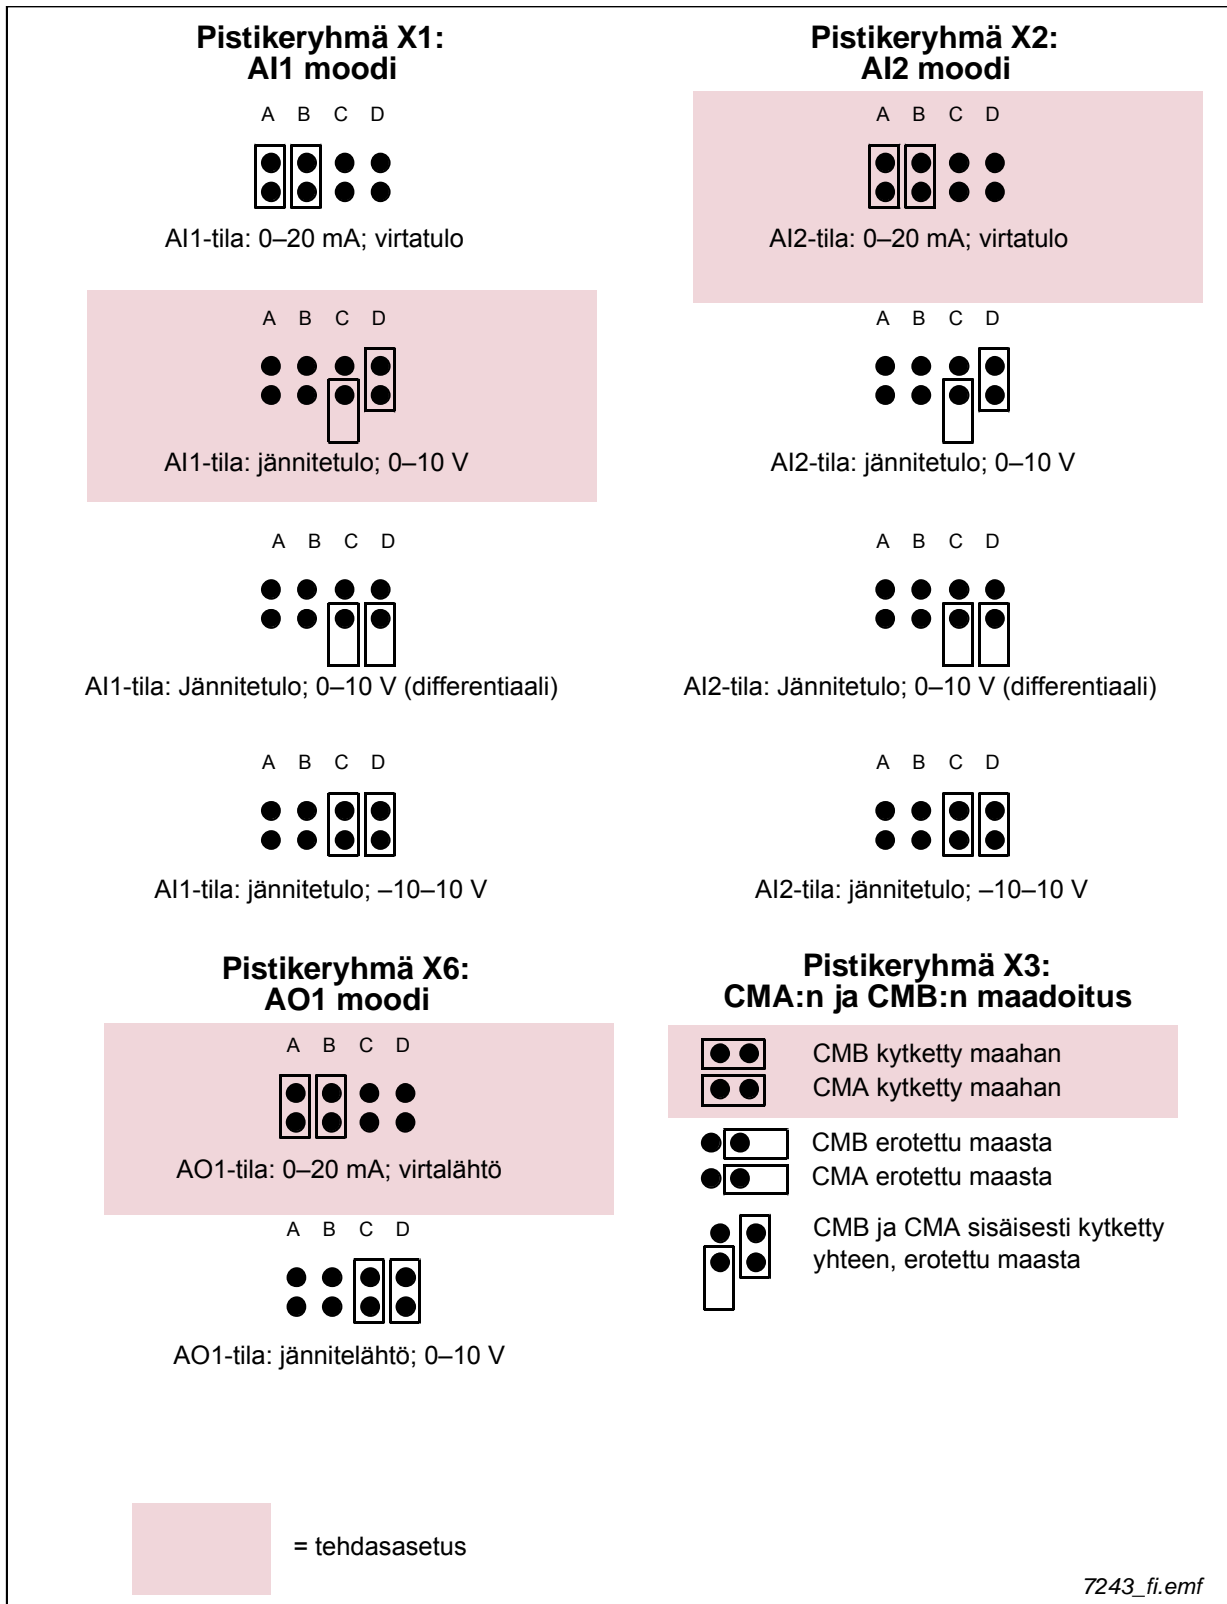 Pistikeryhmä X1:
AI1 moodi
A B C D
AI1-tila: 0–20 mA; virtatulo
A B C D
AI1-tila: jännitetulo; 0–10 V
A B C D
AI1-tila: Jännitetulo; 0–10 V (differentiaali)
A B C D
AI1-tila: jännitetulo; –10–10 V
Pistikeryhmä X2:
AI2 moodi
A B C D
AI2-tila: 0–20 mA; virtatulo
A B C D
AI2-tila: jännitetulo; 0–10 V
A B C D
AI2-tila: Jännitetulo; 0–10 V (differentiaali)
A B C D
AI2-tila: jännitetulo; –10–10 V
Pistikeryhmä X6:
AO1 moodi
A B C D
AO1-tila: 0–20 mA; virtalähtö
A B C D
AO1-tila: jännitelähtö; 0–10 V
Pistikeryhmä X3:
CMA:n ja CMB:n maadoitus
CMB kytketty maahan
CMA kytketty maahan
CMB erotettu maasta
CMA erotettu maasta
CMB ja CMA sisäisesti kytketty
yhteen, erotettu maasta
= tehdasasetus
7243_fi.emf